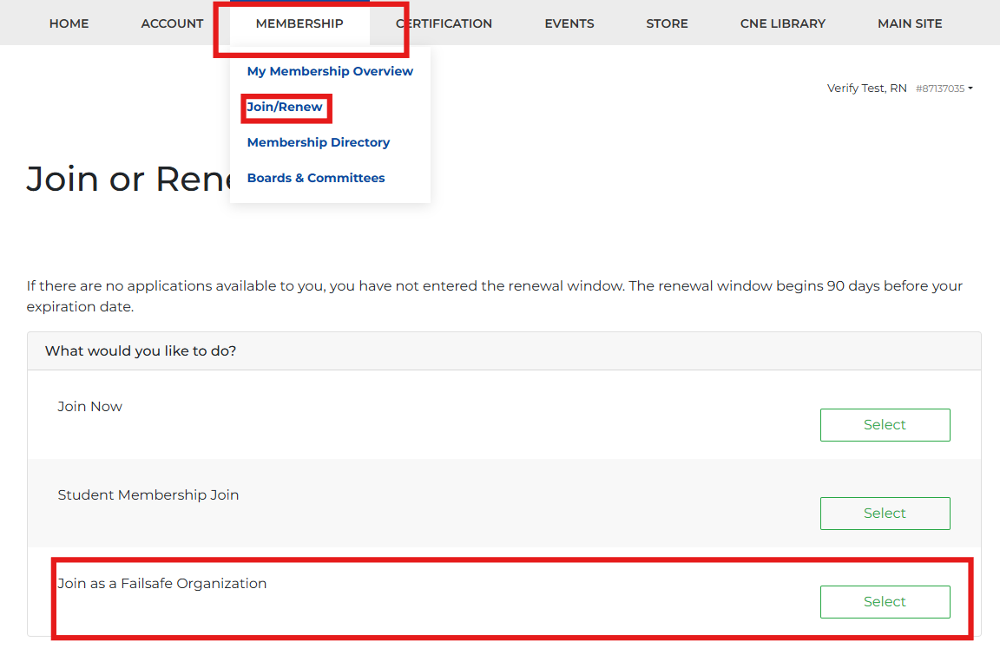 HOME ACCOUNT MEMBERSHIP CERTIFICATION EVENTS STORE CNE LIBRARY MAIN SITE
My Membership Overview
Verify Test, RN #87137035
Join/Renew
Membership Directory
Boards & Committees
Join or Rene
If there are no applications available to you, you have not entered the renewal window. The renewal window begins 90 days before your
expiration date.
What would you like to do?
Join Now
Select
Student Membership Join
Select
Join as a Failsafe Organization
Select